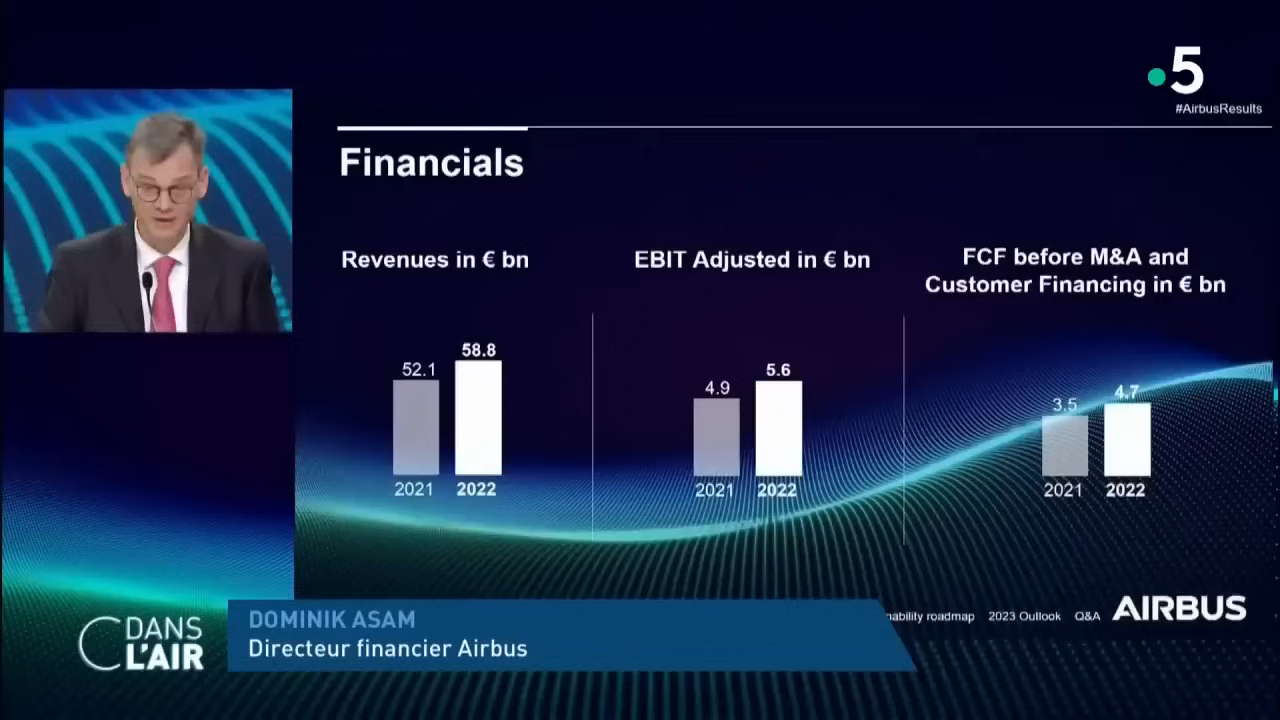 5
#AirbusResults
Financials
Revenues in € bn
52.1
58.8
2021
2022
EBIT Adjusted in € bn
4.9
5.6
2021
2022
FCF before M&A and
Customer Financing in € bn
3.5
4.7
2021
2022
roadmap 2023 Outlook Q&A AIRBUS
C DANS
L'AIR
DOMINIK ASAM
Directeur financier Airbus